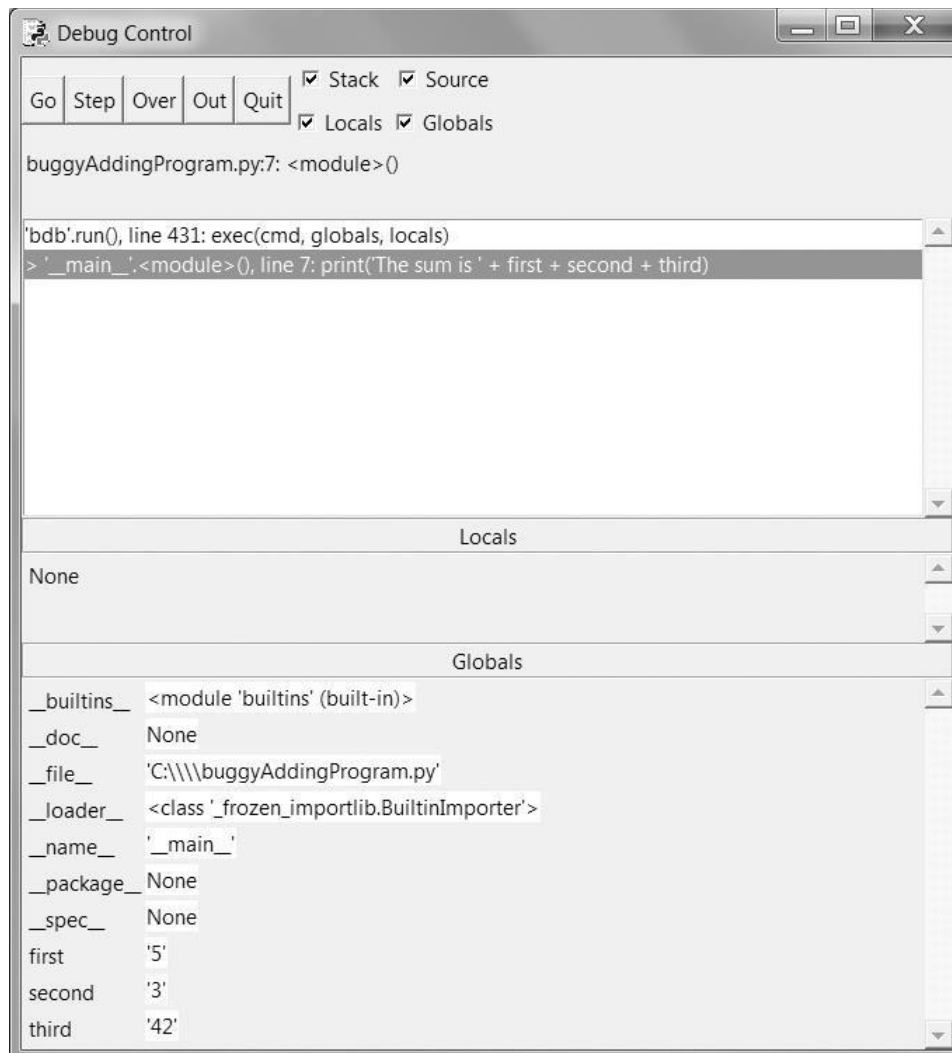 Debug Control
Go Step Over Out Quit
Stack Source
Locals Globals
buggyAddingProgram.py:7: <module>()
'bdb'.run(), line 431: exec(cmd, globals, locals)
> '__main__'.<module>(), line 7: print('The sum is ' + first + second + third)
Locals
None
Globals
__builtins__ <module 'builtins' (built-in)>
__doc__ None
__file__ 'C:\\\\buggyAddingProgram.py'
__loader__ <class '_frozen_importlib.BuiltinImporter'>
__name__ '__main__'
__package__ None
__spec__ None
first '5'
second '3'
third '42'